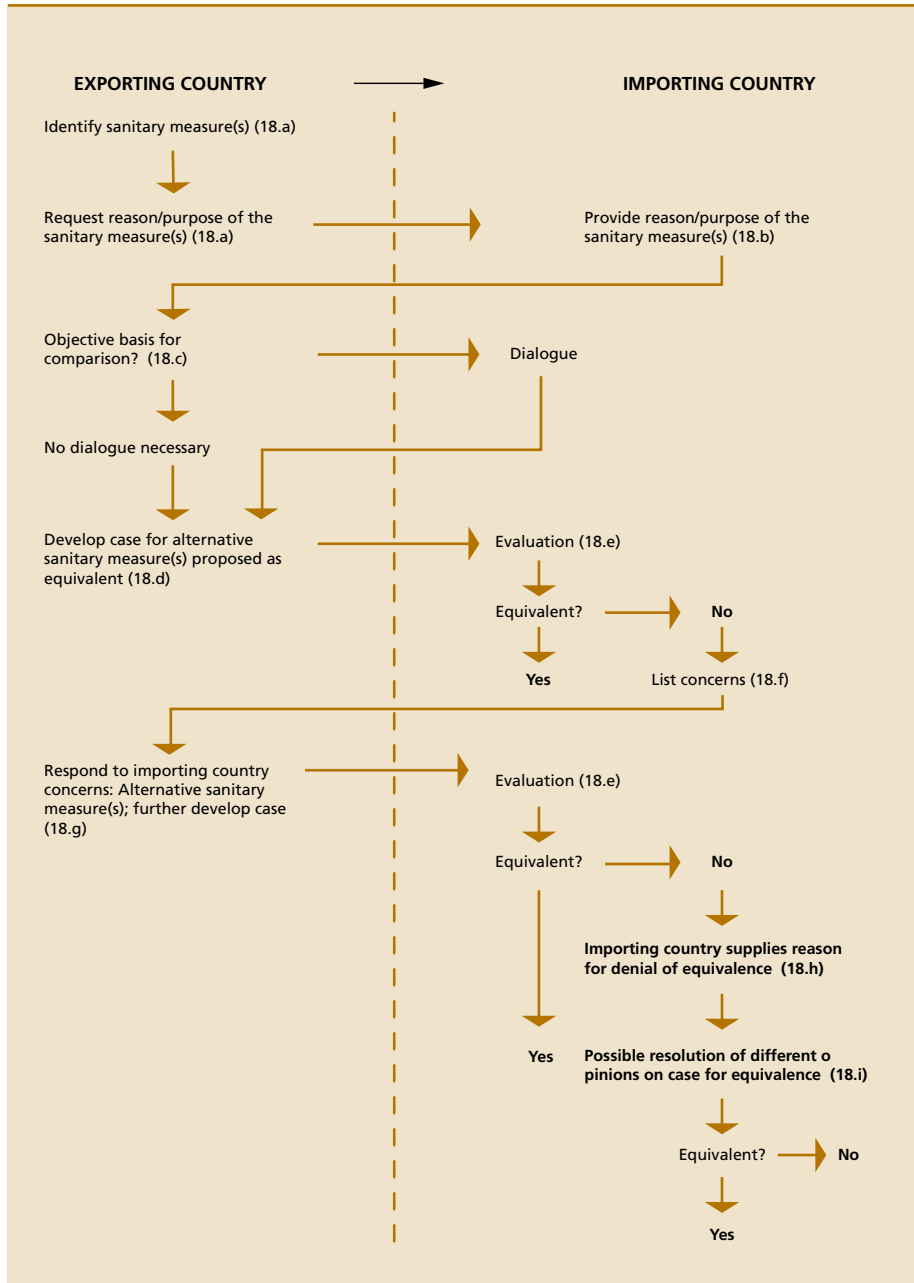 EXPORTING COUNTRY
IMPORTING COUNTRY
Identify sanitary measure(s) (18.a)
Request reason/purpose of the
sanitary measure(s) (18.a)
Provide reason/purpose of the
sanitary measure(s) (18.b)
Objective basis for
comparison? (18.c)
Dialogue
No dialogue necessary
Develop case for alternative
sanitary measure(s) proposed as
equivalent (18.d)
Evaluation (18.e)
Equivalent?
No
Yes
List concerns (18.f)
Respond to importing country
concerns: Alternative sanitary
measure(s); further develop case
(18.g)
Evaluation (18.e)
Equivalent?
No
Importing country supplies reason
for denial of equivalence (18.h)
Yes
Possible resolution of different o
pinions on case for equivalence (18.i)
Equivalent?
No
Yes